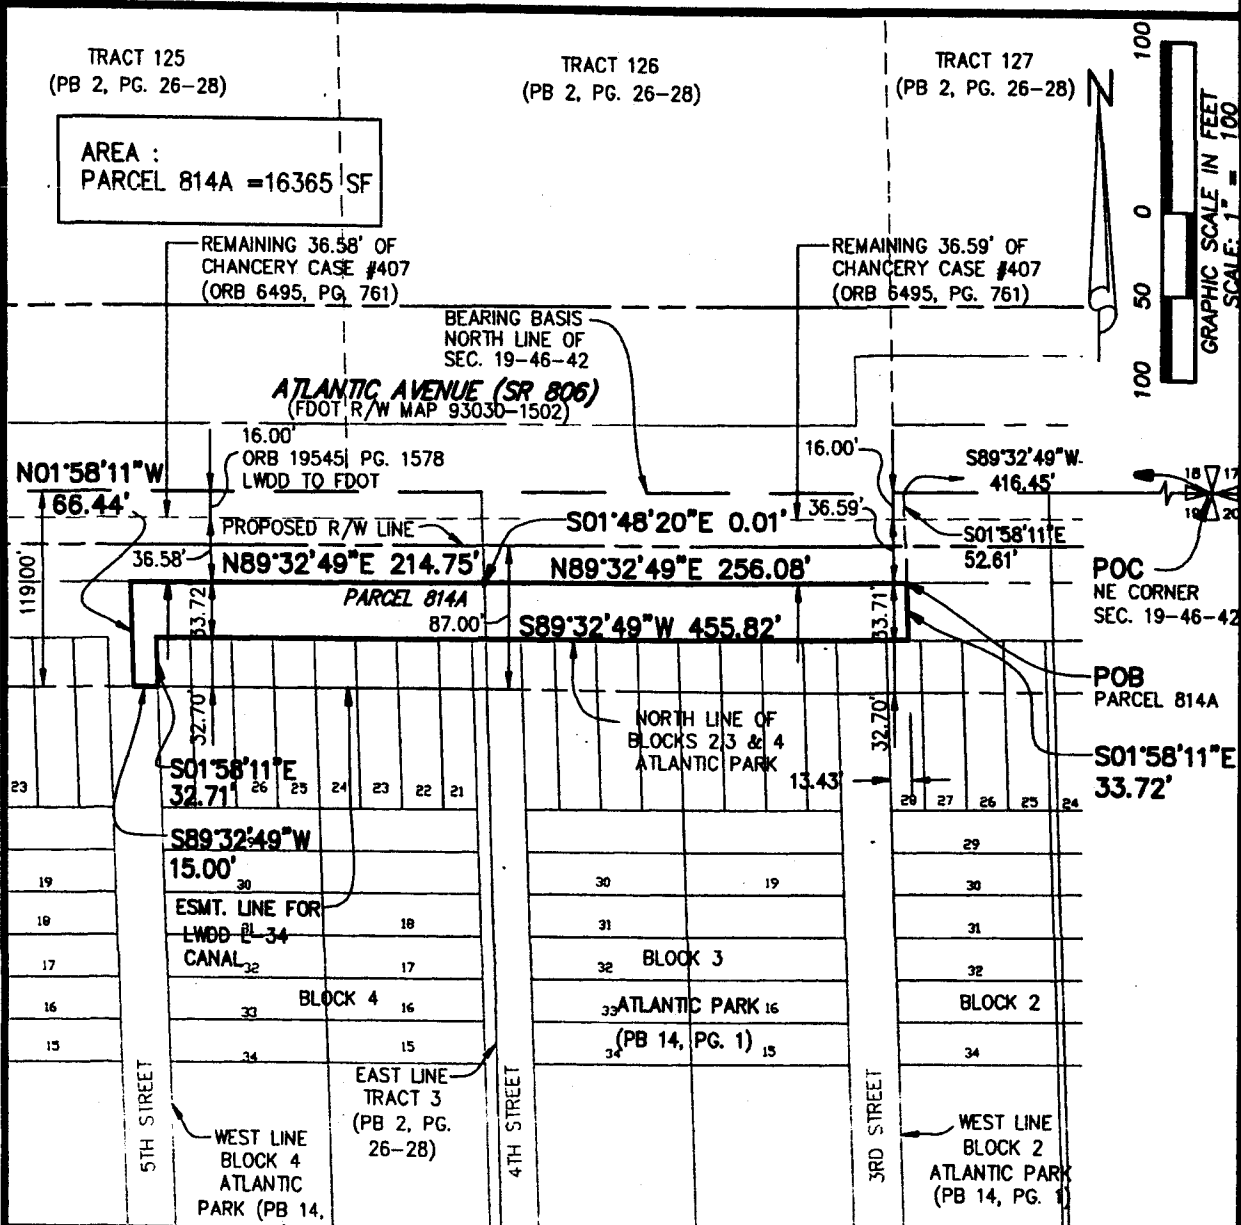 TRACT 125
(PB 2, PG. 26-28)
TRACT 126
(PB 2, PG. 26-28)
TRACT 127
(PB 2, PG. 26-28)
N
100
0
50
100
GRAPHIC SCALE IN FEET
SCALE: 1" = 100
AREA :
PARCEL 814A =16365 SF
REMAINING 36.58' OF
CHANCERY CASE #407
(ORB 6495, PG. 761)
REMAINING 36.59' OF
CHANCERY CASE #407
(ORB 6495, PG. 761)
BEARING BASIS
NORTH LINE OF
SEC. 19-46-42
ATLANTIC AVENUE (SR 806)
(FDOT R/W MAP 93030-1502)
16.00'
ORB 19545 PG. 1578
LWDD TO FDOT
16.00'
S89°32'49"W
416.45'
N01°58'11"W
66.44'
18
17
19
20
PROPOSED R/W LINE
S01°48'20"E 0.01'
36.59'
S01°58'11"E
52.61'
119.00'
36.58'
N89°32'49"E 214.75'
N89°32'49"E 256.08'
POC
NE CORNER
SEC. 19-46-42
33.72'
PARCEL 814A
87.00'
S89°32'49"W 455.82'
33.71'
POB
PARCEL 814A
32.70'
NORTH LINE OF
BLOCKS 2,3 & 4
ATLANTIC PARK
32.70'
13.43'
S01°58'11"E
33.72'
S01°58'11"E
32.71'
23
26
25
24
23
22
21
28
27
26
25
24
S89°32'49"W
15.00'
29
19
30
30
19
30
ESMT. LINE FOR
LWDD L-34
CANAL
18
18
31
31
17
32
17
32
BLOCK 3
32
16
BLOCK 4
33
16
33
ATLANTIC PARK
16
BLOCK 2
(PB 14, PG. 1)
15
34
15
34
15
34
EAST LINE
TRACT 3
(PB 2, PG.
26-28)
5TH STREET
4TH STREET
3RD STREET
WEST LINE
BLOCK 4
ATLANTIC
PARK (PB 14,
WEST LINE
BLOCK 2
ATLANTIC PARK
(PB 14, PG. 1)